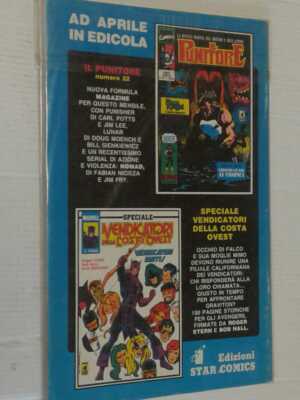 AD APRILE
IN EDICOLA
IL PUNITORE
numero 22
NUOVA FORMULA
MAGAZINE
PER QUESTO MENSILE,
CON PUNISHER
DI CARL POTTS
E JIM LEE,
LUNAR
DI DOUG MOENCH E
BILL SIENKIEWICZ
E UN RECENTISSIMO
SERIAL DI AZIONE
E VIOLENZA: NOMAD,
DI FABIAN NICIEZA
E JIM FRY.
PUNITORE
SPECIALE
VENDICATORI
DELLA COSTA
OVEST
VENDICATORI
UNITI!
SPECIALE
VENDICATORI
DELLA COSTA
OVEST
OCCHIO DI FALCO
E SUA MOGLIE MIMO
DEVONO RIUNIRE UNA
FILIALE CALIFORNIANA
DEI VENDICATORI:
CHI RISPONDERÀ ALLA
LORO CHIAMATA...
GIUSTO IN TEMPO
PER AFFRONTARE
GRAVITON?
100 PAGINE STORICHE
PER GLI AVENGERS,
FIRMATE DA ROGER
STERN E BOB HALL.
Edizioni
STAR COMICS